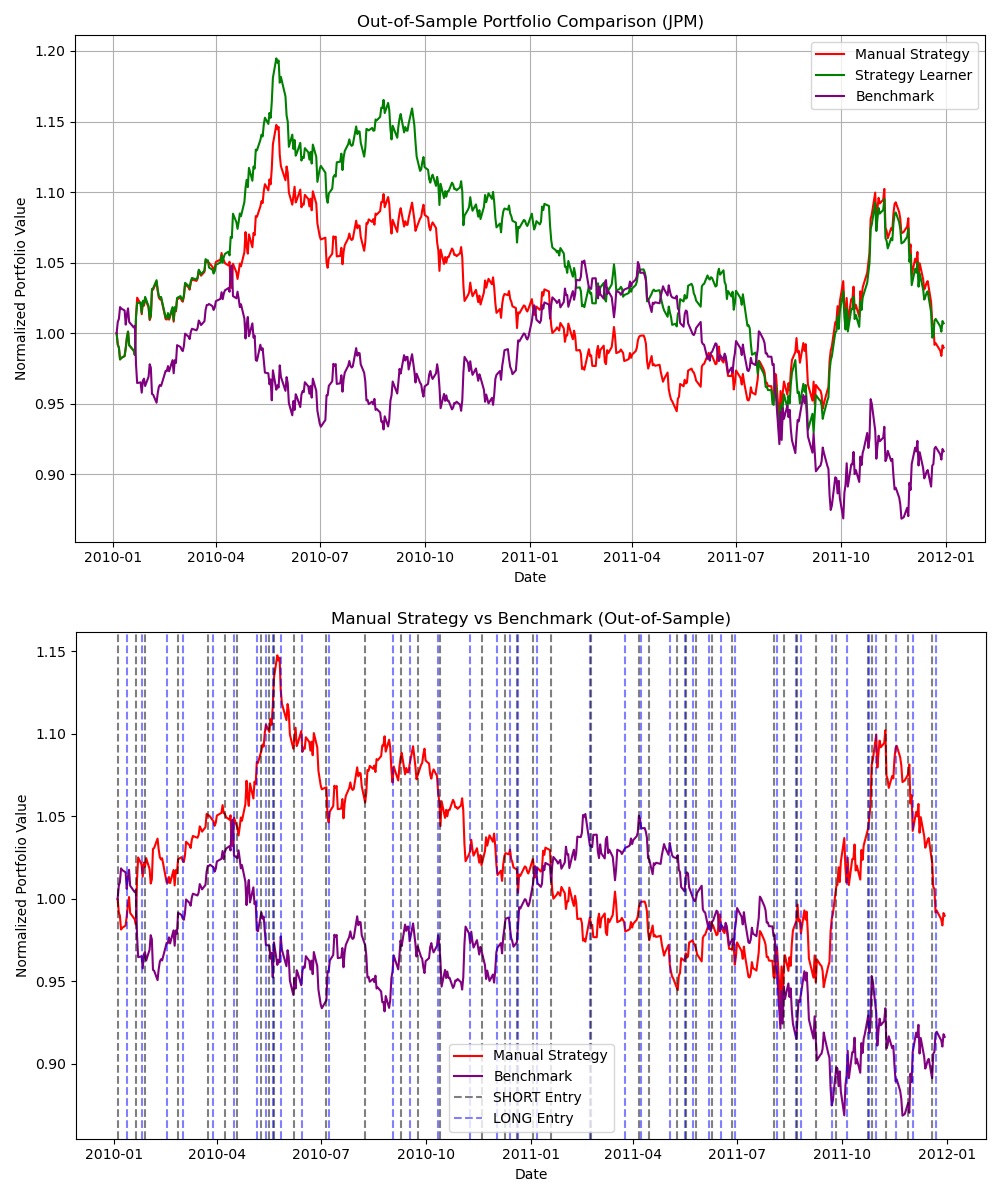 Out-of-Sample Portfolio Comparison (JPM)
1.20
1.15
1.10
1.05
1.00
0.95
0.90
Normalized Portfolio Value
Manual Strategy
Strategy Learner
Benchmark
2010-01 2010-04 2010-07 2010-10 2011-01 2011-04 2011-07 2011-10 2012-01
Date
Manual Strategy vs Benchmark (Out-of-Sample)
1.15
1.10
1.05
1.00
0.95
0.90
Normalized Portfolio Value
Manual Strategy
Benchmark
SHORT Entry
LONG Entry
2010-01 2010-04 2010-07 2010-10 2011-01 2011-04 2011-07 2011-10 2012-01
Date